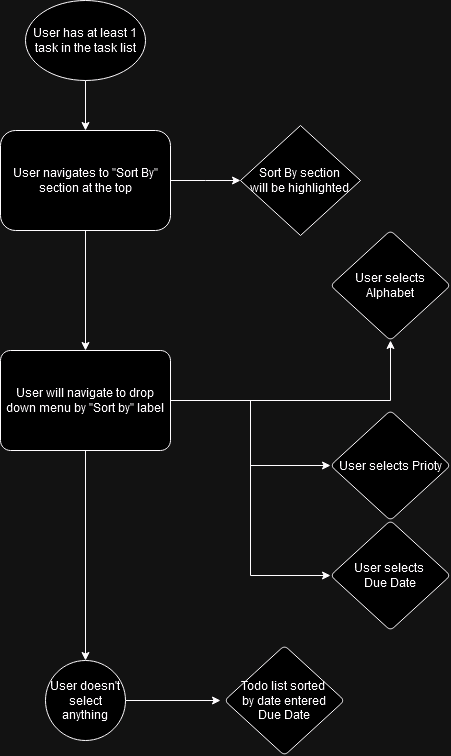 User has at least 1
task in the task list
User navigates to "Sort By"
section at the top
Sort By section
will be highlighted
User selects
Alphabet
User will navigate to drop
down menu by "Sort by" label
User selects Prioty
User selects
Due Date
User doesn't
select
anything
Todo list sorted
by date entered
Due Date